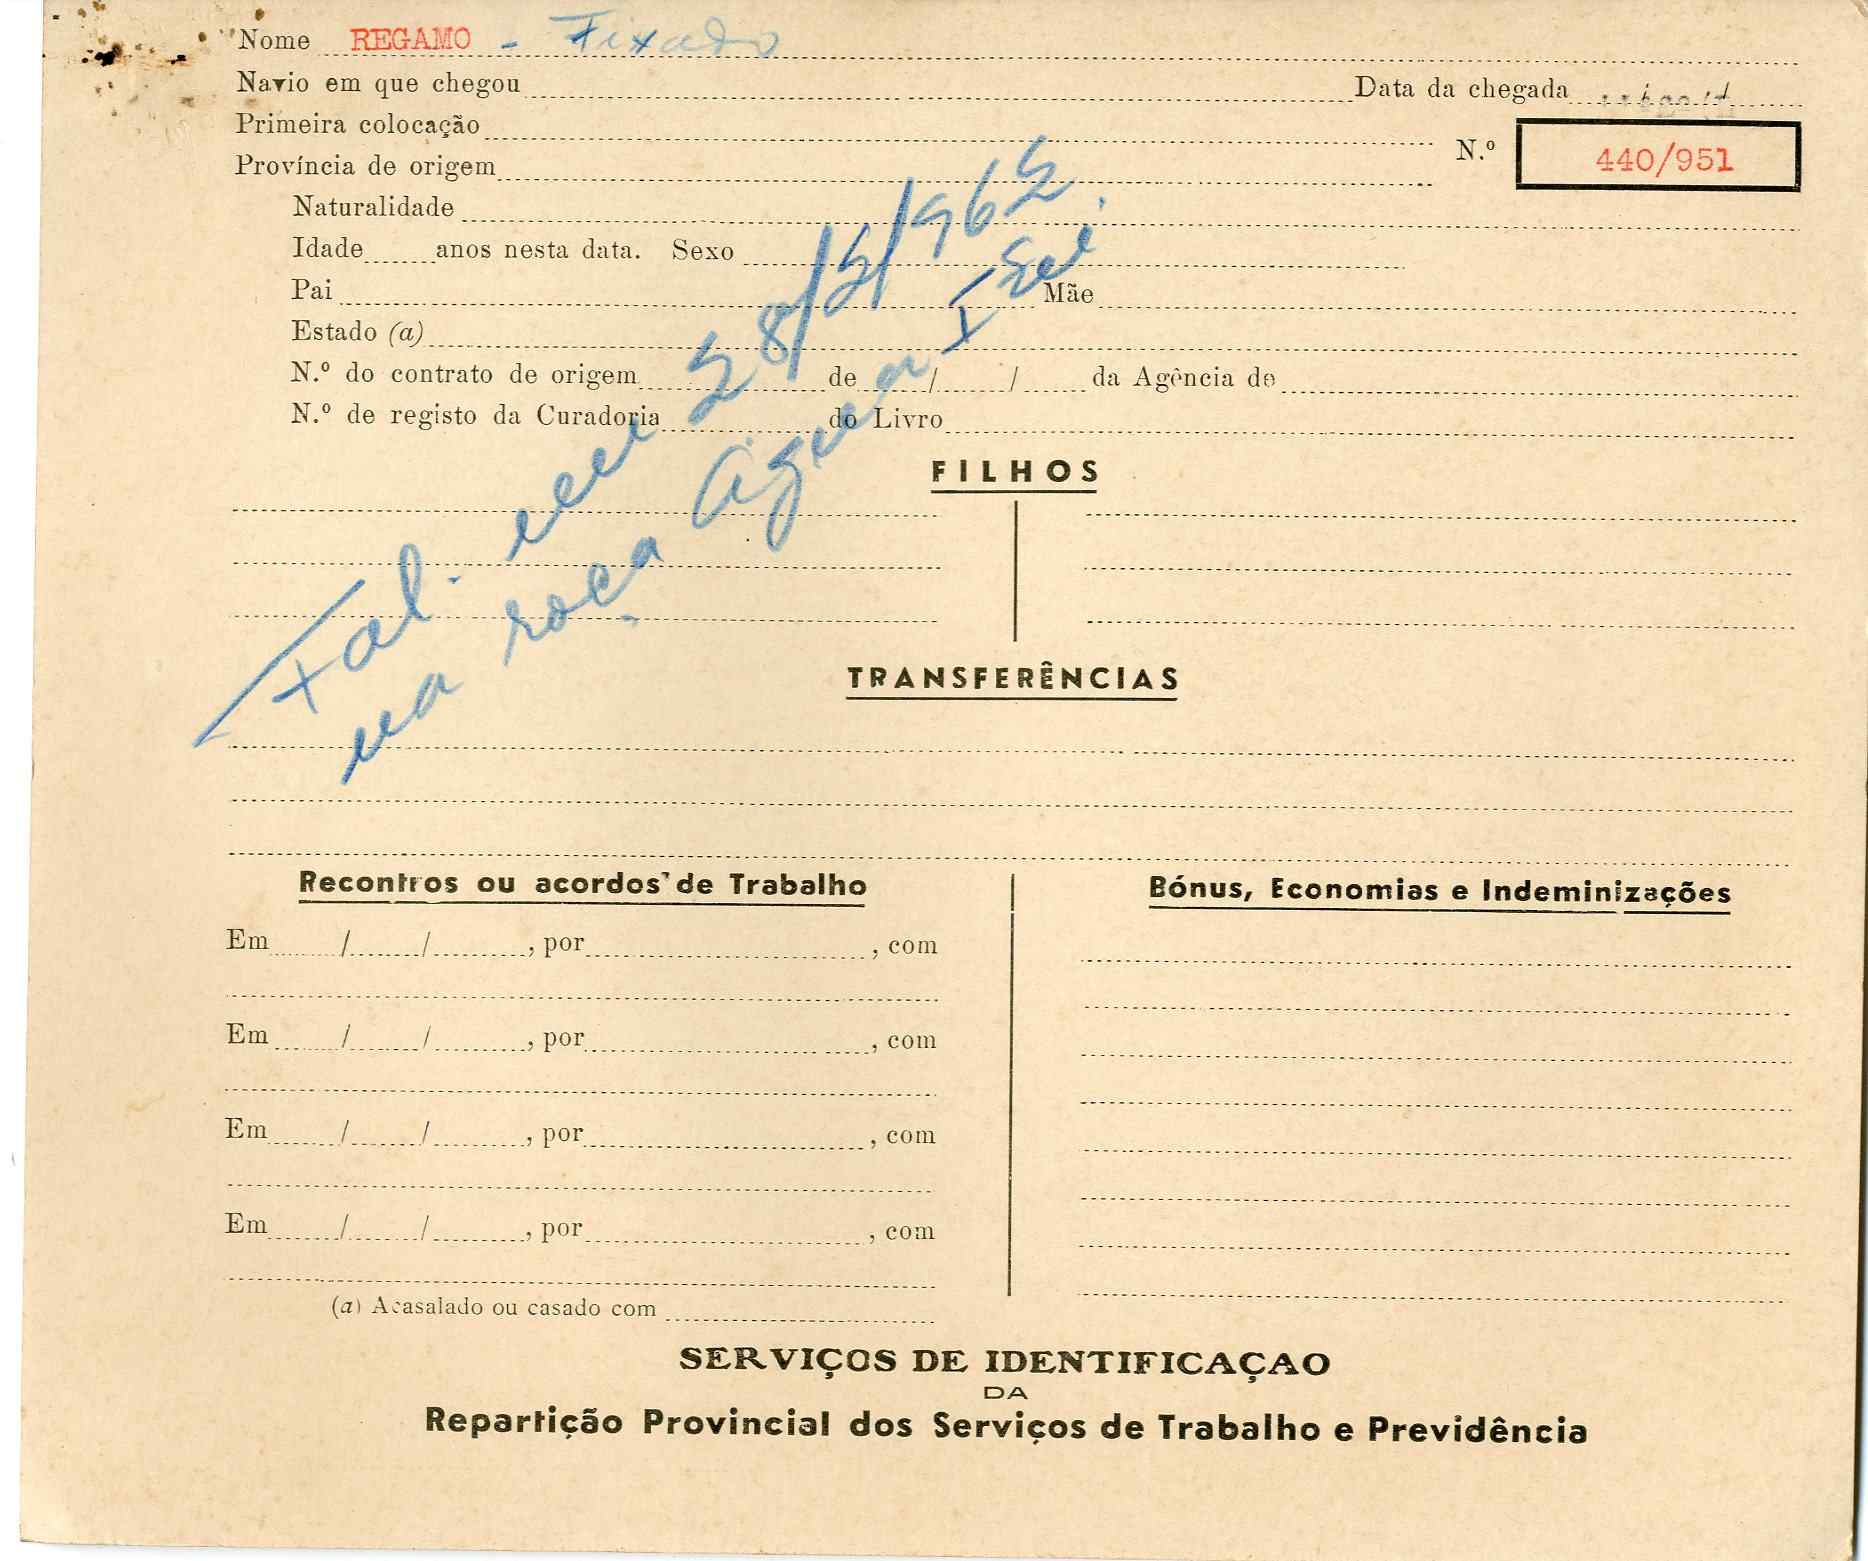 Nome REGAMO - Fixado
Navio em que chegou Data da chegada
Primeira colocação
N.º 440/951
Província de origem
Naturalidade
Idade anos nesta data. Sexo
Pai Mãe
Estado (a)
N.º do contrato de origem de / / da Agência de
N.º de registo da Curadoria do Livro
Fal. em 28/2/962
na roça Água Izé.
FILHOS
TRANSFERÊNCIAS
Recontros ou acordos de Trabalho
Em / / , por , com
Em / / , por , com
Em / / , por , com
Em / / , por , com
(a) Acasalado ou casado com
Bónus, Economias e Indeminizações
SERVIÇOS DE IDENTIFICAÇAO
DA
Repartição Provincial dos Serviços de Trabalho e Previdência